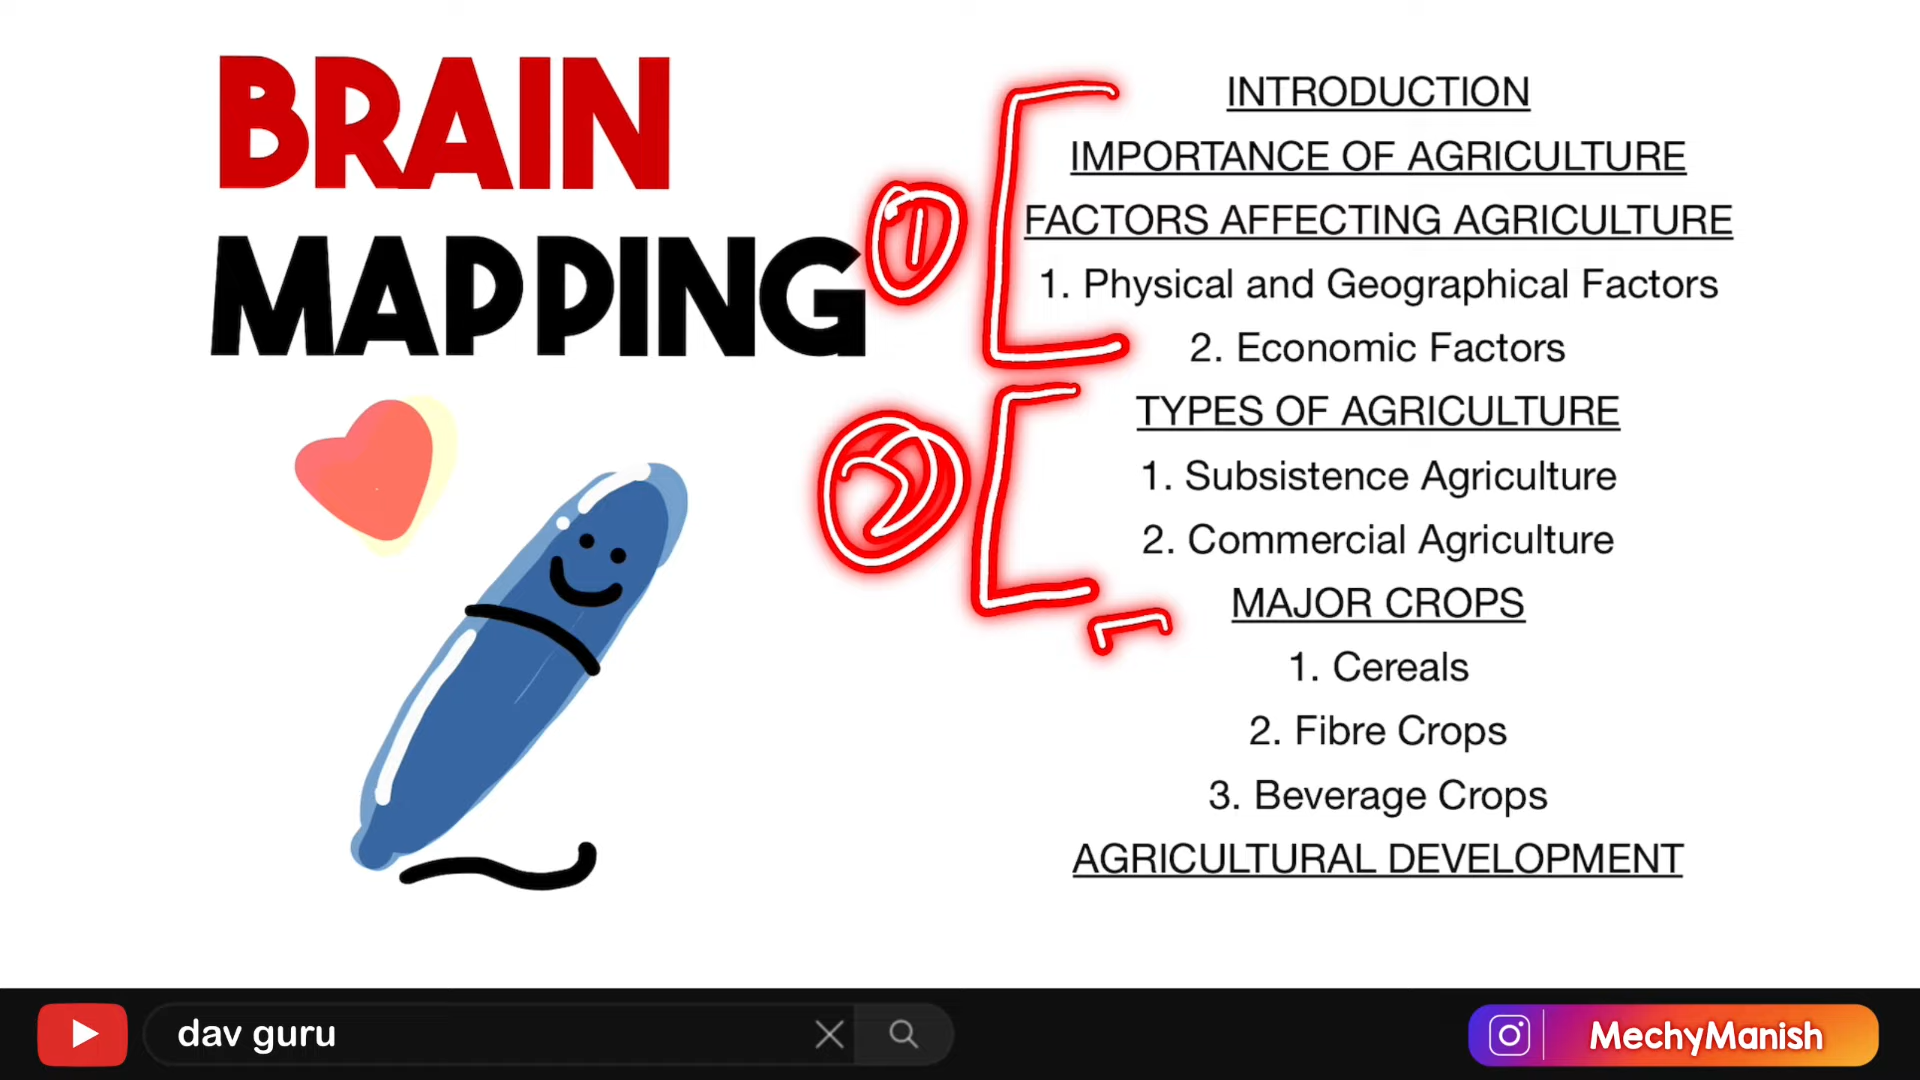 BRAIN
MAPPING
1
2
INTRODUCTION
IMPORTANCE OF AGRICULTURE
FACTORS AFFECTING AGRICULTURE
1. Physical and Geographical Factors
2. Economic Factors
TYPES OF AGRICULTURE
1. Subsistence Agriculture
2. Commercial Agriculture
MAJOR CROPS
1. Cereals
2. Fibre Crops
3. Beverage Crops
AGRICULTURAL DEVELOPMENT
dav guru
MechyManish